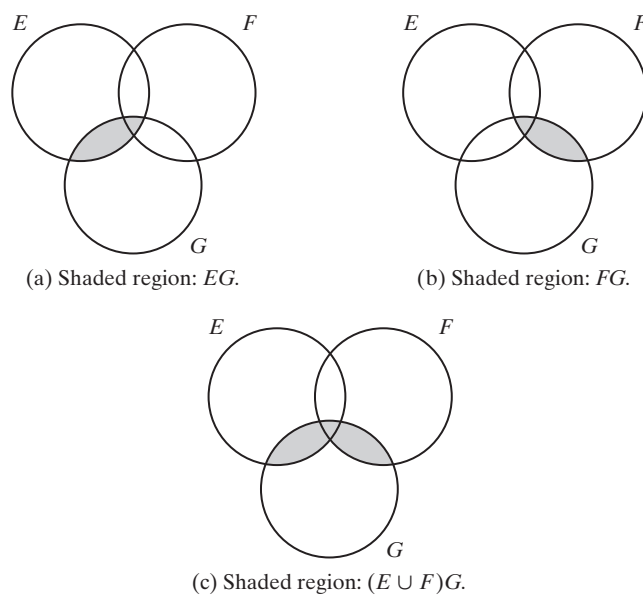 E F
G
(a) Shaded region: EG.
E F
G
(b) Shaded region: FG.
E F
G
(c) Shaded region: (E ∪ F)G.